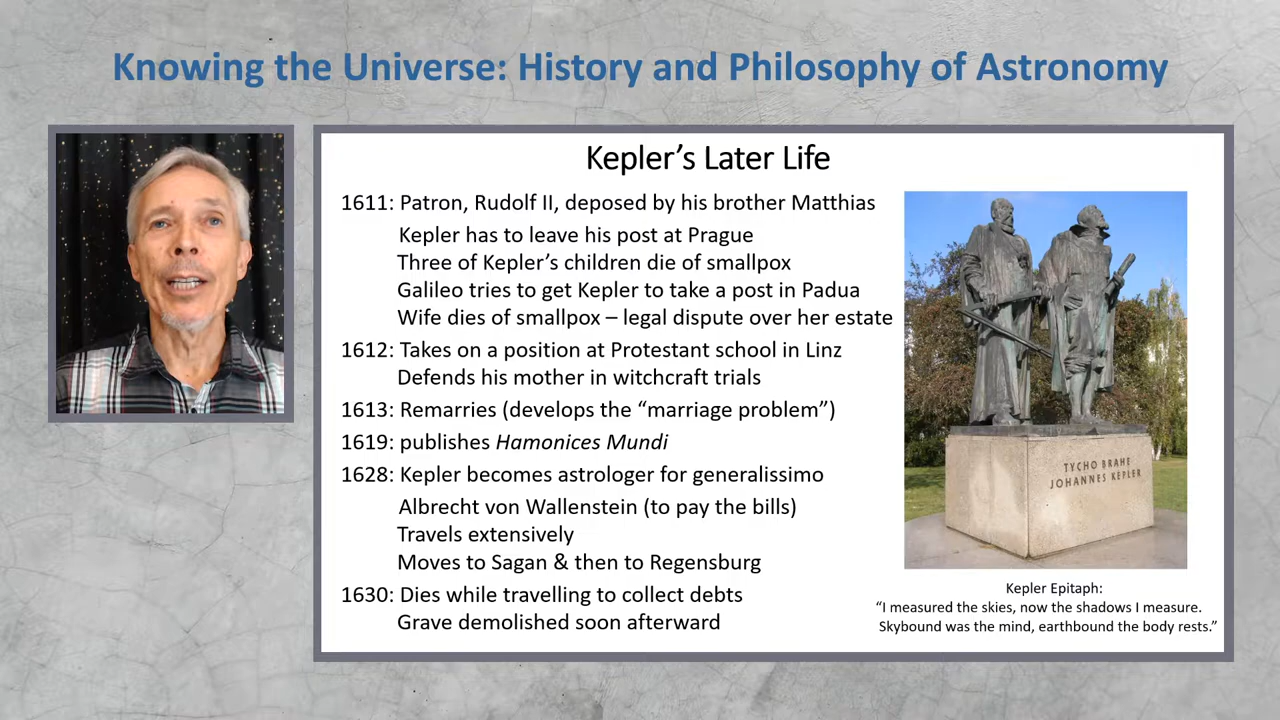 Knowing the Universe: History and Philosophy of Astronomy
Kepler's Later Life
1611: Patron, Rudolf II, deposed by his brother Matthias
Kepler has to leave his post at Prague
Three of Kepler's children die of smallpox
Galileo tries to get Kepler to take a post in Padua
Wife dies of smallpox – legal dispute over her estate
1612: Takes on a position at Protestant school in Linz
Defends his mother in witchcraft trials
1613: Remarries (develops the "marriage problem")
1619: publishes Hamonices Mundi
1628: Kepler becomes astrologer for generalissimo
Albrecht von Wallenstein (to pay the bills)
Travels extensively
Moves to Sagan & then to Regensburg
1630: Dies while travelling to collect debts
Grave demolished soon afterward
TYCHO BRAHE
JOHANNES KEPLER
Kepler Epitaph:
"I measured the skies, now the shadows I measure.
Skybound was the mind, earthbound the body rests."